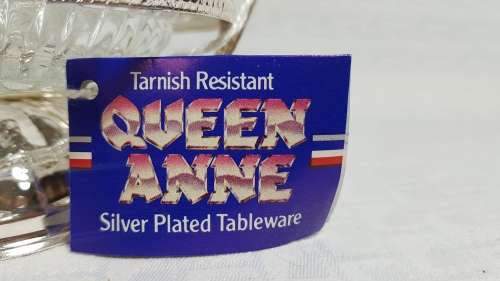 Tarnish Resistant
QUEEN
ANNE
Silver Plated Tableware